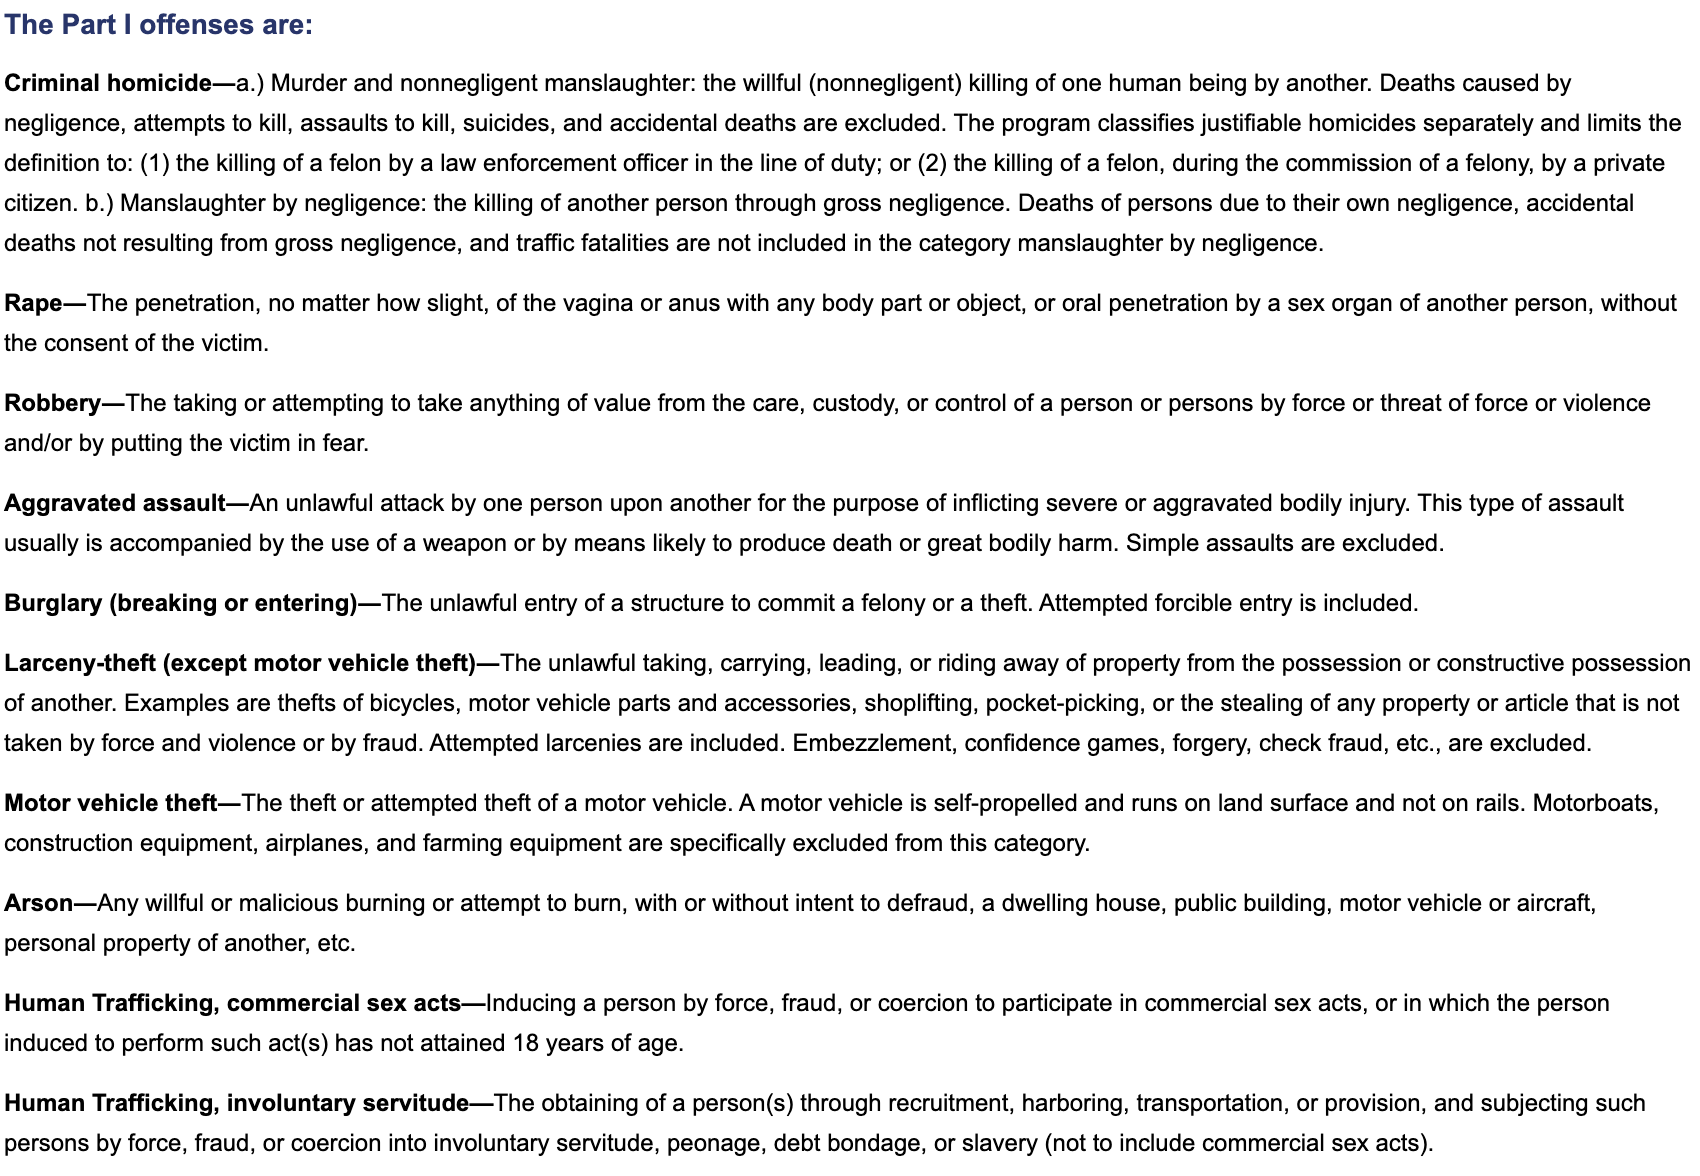 The Part I offenses are:
Criminal homicide—a.) Murder and nonnegligent manslaughter: the willful (nonnegligent) killing of one human being by another. Deaths caused by
negligence, attempts to kill, assaults to kill, suicides, and accidental deaths are excluded. The program classifies justifiable homicides separately and limits the
definition to: (1) the killing of a felon by a law enforcement officer in the line of duty; or (2) the killing of a felon, during the commission of a felony, by a private
citizen. b.) Manslaughter by negligence: the killing of another person through gross negligence. Deaths of persons due to their own negligence, accidental
deaths not resulting from gross negligence, and traffic fatalities are not included in the category manslaughter by negligence.
Rape—The penetration, no matter how slight, of the vagina or anus with any body part or object, or oral penetration by a sex organ of another person, without
the consent of the victim.
Robbery—The taking or attempting to take anything of value from the care, custody, or control of a person or persons by force or threat of force or violence
and/or by putting the victim in fear.
Aggravated assault—An unlawful attack by one person upon another for the purpose of inflicting severe or aggravated bodily injury. This type of assault
usually is accompanied by the use of a weapon or by means likely to produce death or great bodily harm. Simple assaults are excluded.
Burglary (breaking or entering)—The unlawful entry of a structure to commit a felony or a theft. Attempted forcible entry is included.
Larceny-theft (except motor vehicle theft)—The unlawful taking, carrying, leading, or riding away of property from the possession or constructive possession
of another. Examples are thefts of bicycles, motor vehicle parts and accessories, shoplifting, pocket-picking, or the stealing of any property or article that is not
taken by force and violence or by fraud. Attempted larcenies are included. Embezzlement, confidence games, forgery, check fraud, etc., are excluded.
Motor vehicle theft—The theft or attempted theft of a motor vehicle. A motor vehicle is self-propelled and runs on land surface and not on rails. Motorboats,
construction equipment, airplanes, and farming equipment are specifically excluded from this category.
Arson—Any willful or malicious burning or attempt to burn, with or without intent to defraud, a dwelling house, public building, motor vehicle or aircraft,
personal property of another, etc.
Human Trafficking, commercial sex acts—Inducing a person by force, fraud, or coercion to participate in commercial sex acts, or in which the person
induced to perform such act(s) has not attained 18 years of age.
Human Trafficking, involuntary servitude—The obtaining of a person(s) through recruitment, harboring, transportation, or provision, and subjecting such
persons by force, fraud, or coercion into involuntary servitude, peonage, debt bondage, or slavery (not to include commercial sex acts).